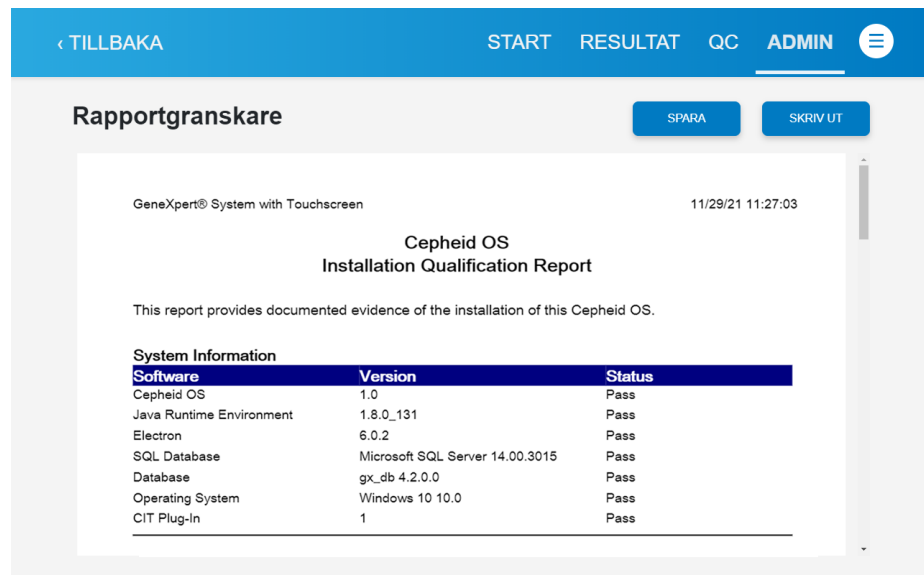 ‹ TILLBAKA START RESULTAT QC ADMIN
Rapportgranskare SPARA SKRIV UT
GeneXpert® System with Touchscreen 11/29/21 11:27:03
Cepheid OS
Installation Qualification Report
This report provides documented evidence of the installation of this Cepheid OS.
System Information
Software Version Status
Cepheid OS 1.0 Pass
Java Runtime Environment 1.8.0_131 Pass
Electron 6.0.2 Pass
SQL Database Microsoft SQL Server 14.00.3015 Pass
Database gx_db 4.2.0.0 Pass
Operating System Windows 10 10.0 Pass
CIT Plug-In 1 Pass